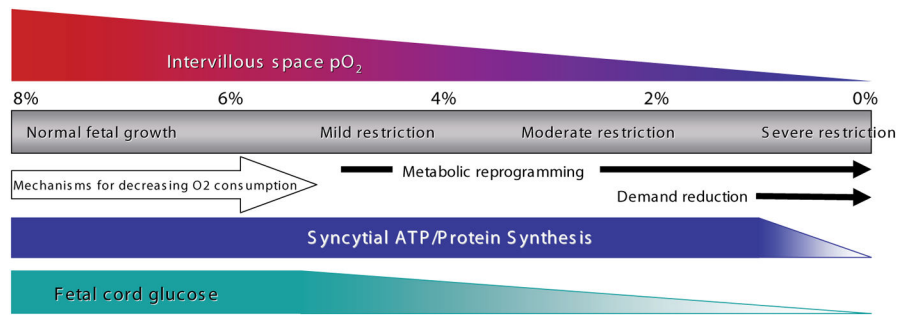 Intervillous space pO2
8% 6% 4% 2% 0%
Normal fetal growth Mild restriction Moderate restriction Severe restriction
Mechanisms for decreasing O2 consumption Metabolic reprogramming
Demand reduction
Syncytial ATP/Protein Synthesis
Fetal cord glucose